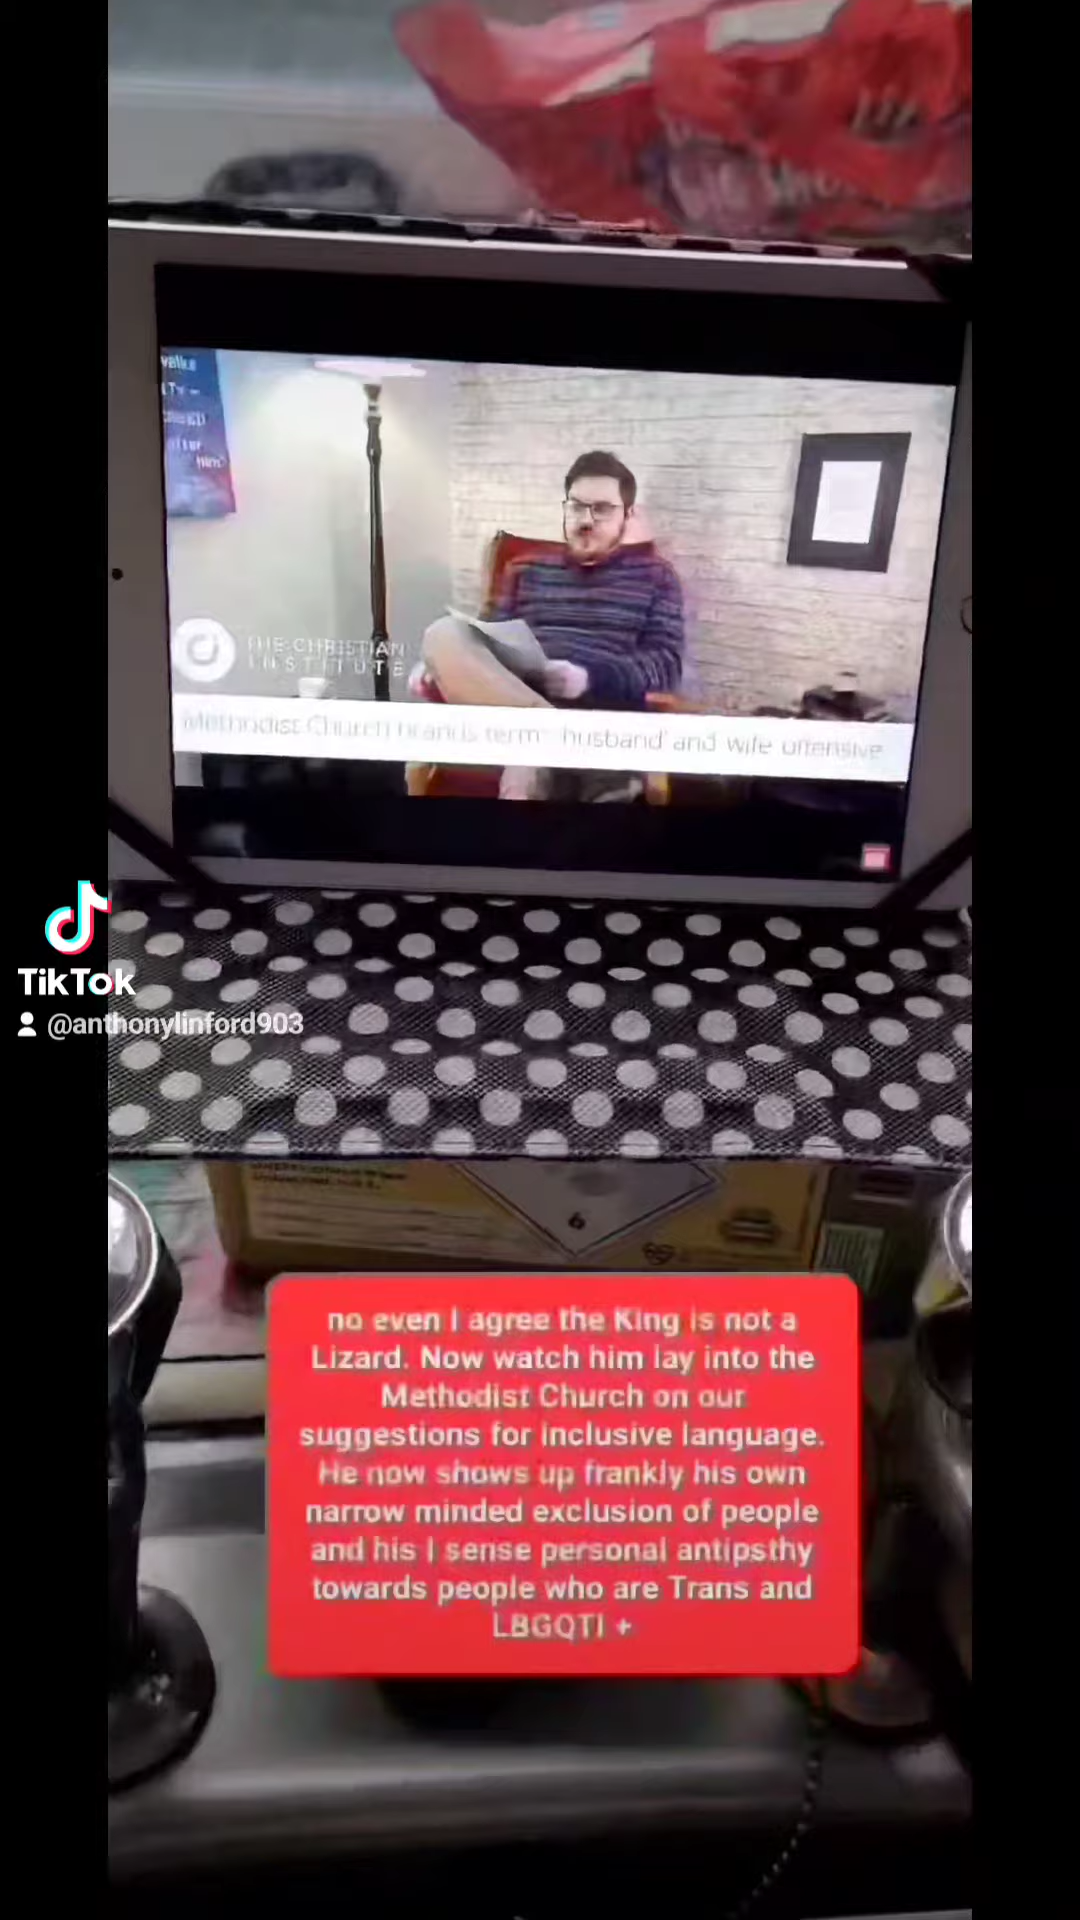 THE CHRISTIAN
INSTITUTE
Methodist Church brands term 'husband and wife' offensive
TikTok
@anthonylinford903
6
no even I agree the King is not a
Lizard. Now watch him lay into the
Methodist Church on our
suggestions for inclusive language.
He now shows up frankly his own
narrow minded exclusion of people
and his I sense personal antipsthy
towards people who are Trans and
LBGQTI +